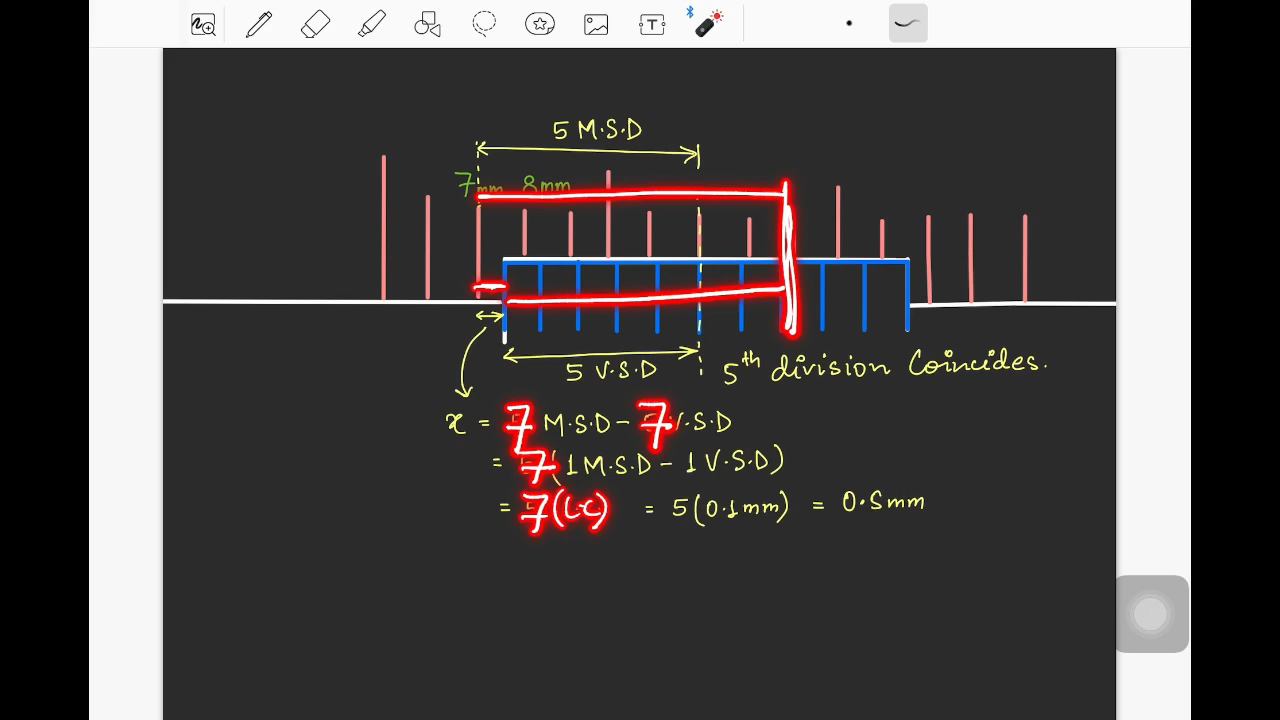 5 M.S.D
7mm 8mm
5 V.S.D
5th division Coincides.
x = 7 M.S.D - 7 V.S.D
= 7 (1 M.S.D - 1 V.S.D)
= 7(LC) = 5(0.1mm) = 0.5mm